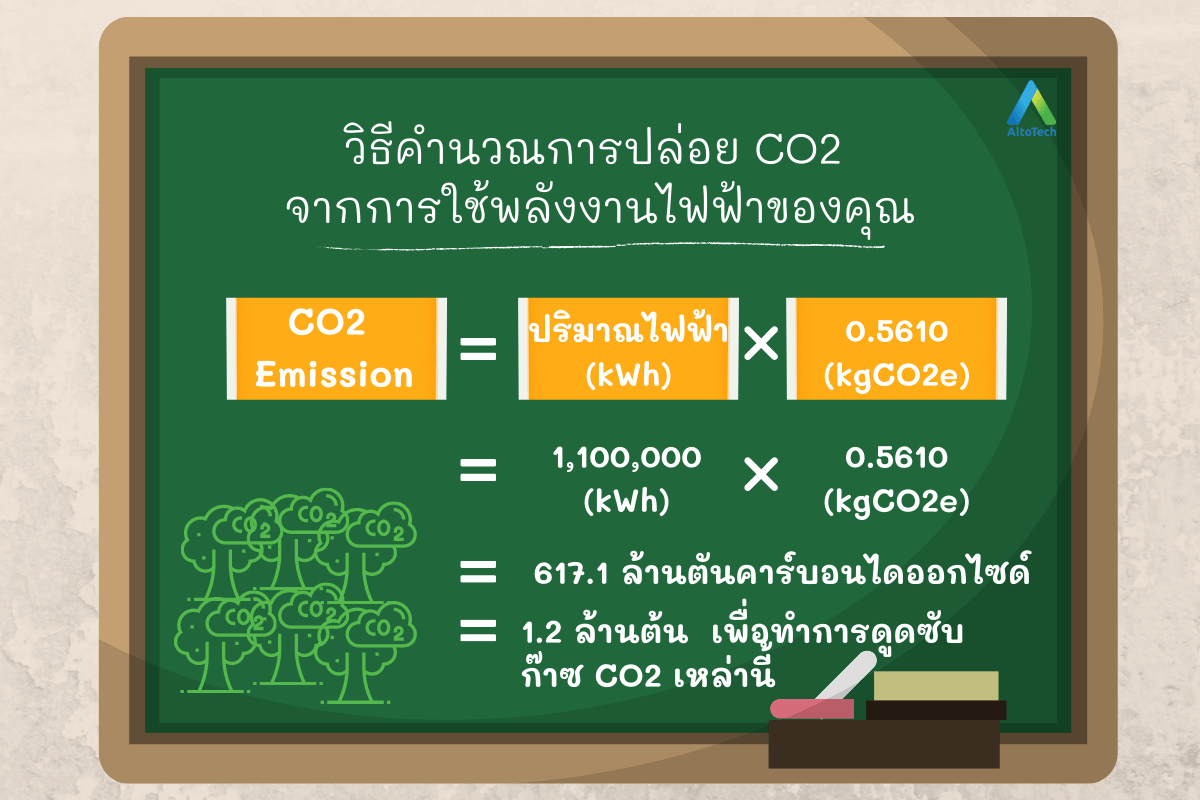 AltoTech
วิธีคำนวณการปล่อย CO2
จากการใช้พลังงานไฟฟ้าของคุณ
CO2
Emission
=
ปริมาณไฟฟ้า
(kWh)
×
0.5610
(kgCO2e)
=
1,100,000
(kWh)
×
0.5610
(kgCO2e)
= 617.1 ล้านตันคาร์บอนไดออกไซด์
= 1.2 ล้านต้น เพื่อทำการดูดซับ
ก๊าซ CO2 เหล่านี้
CO2
CO2
CO2
CO2
CO2
CO2